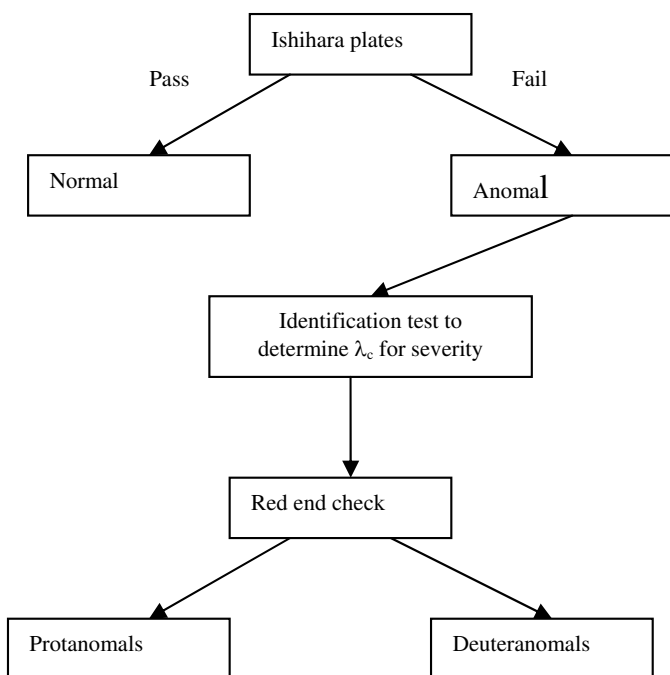 Ishihara plates
Pass
Fail
Normal
Anomal
Identification test to
determine λc for severity
Red end check
Protanomals
Deuteranomals